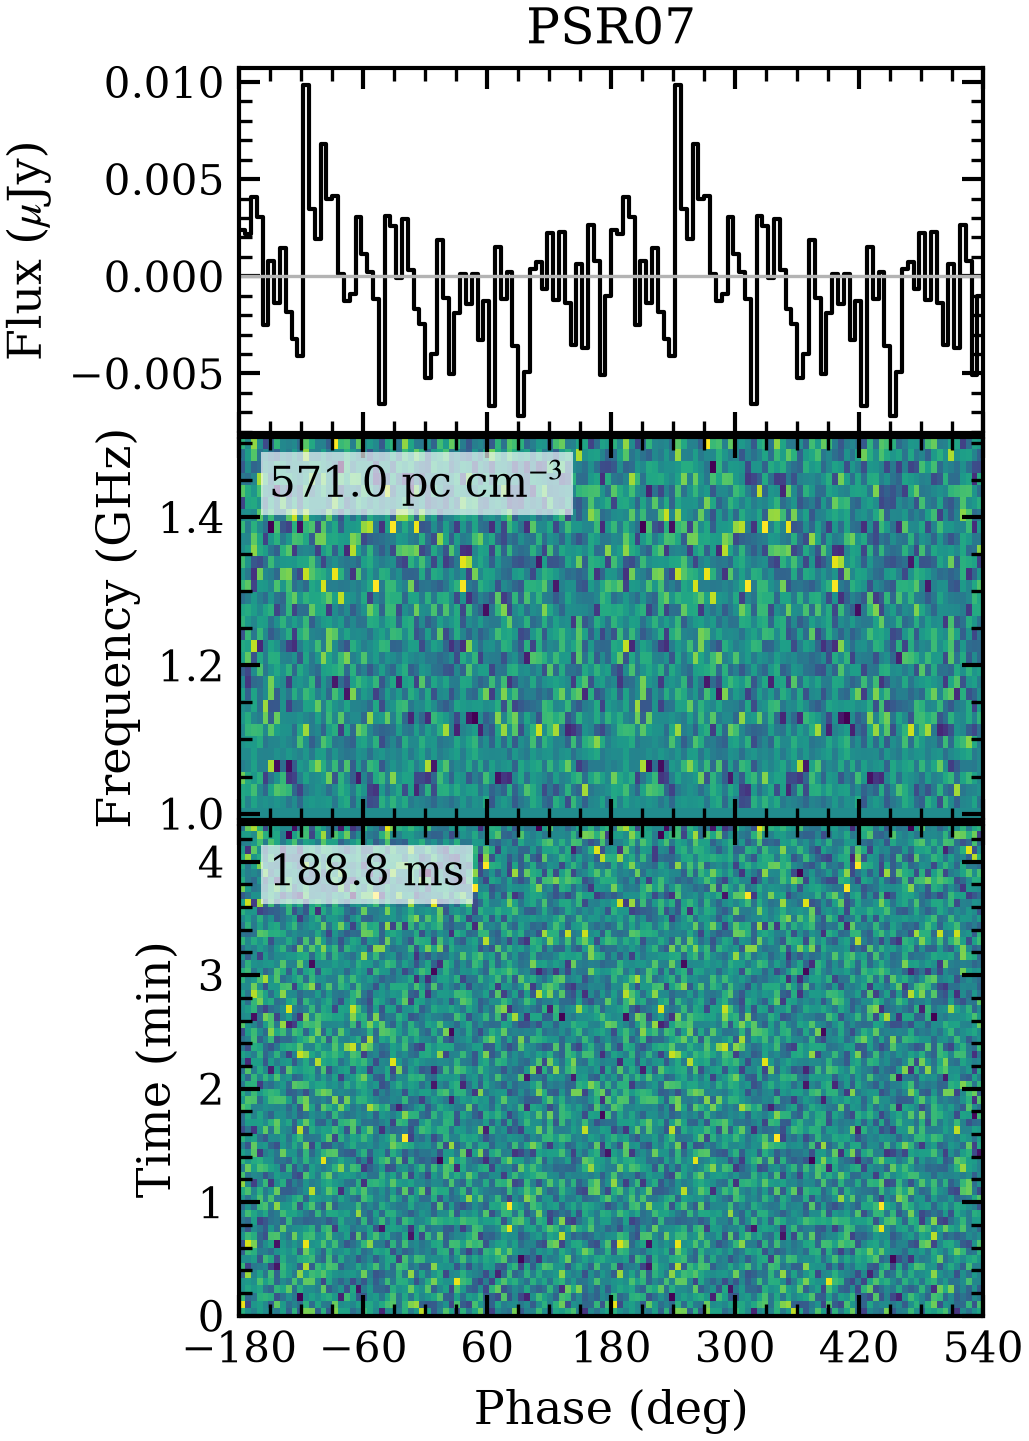 PSR07
0.010
0.005
0.000
−0.005
Flux (μJy)
571.0 pc cm⁻³
1.4
1.2
1.0
Frequency (GHz)
188.8 ms
4
3
2
1
0
Time (min)
−180 −60 60 180 300 420 540
Phase (deg)